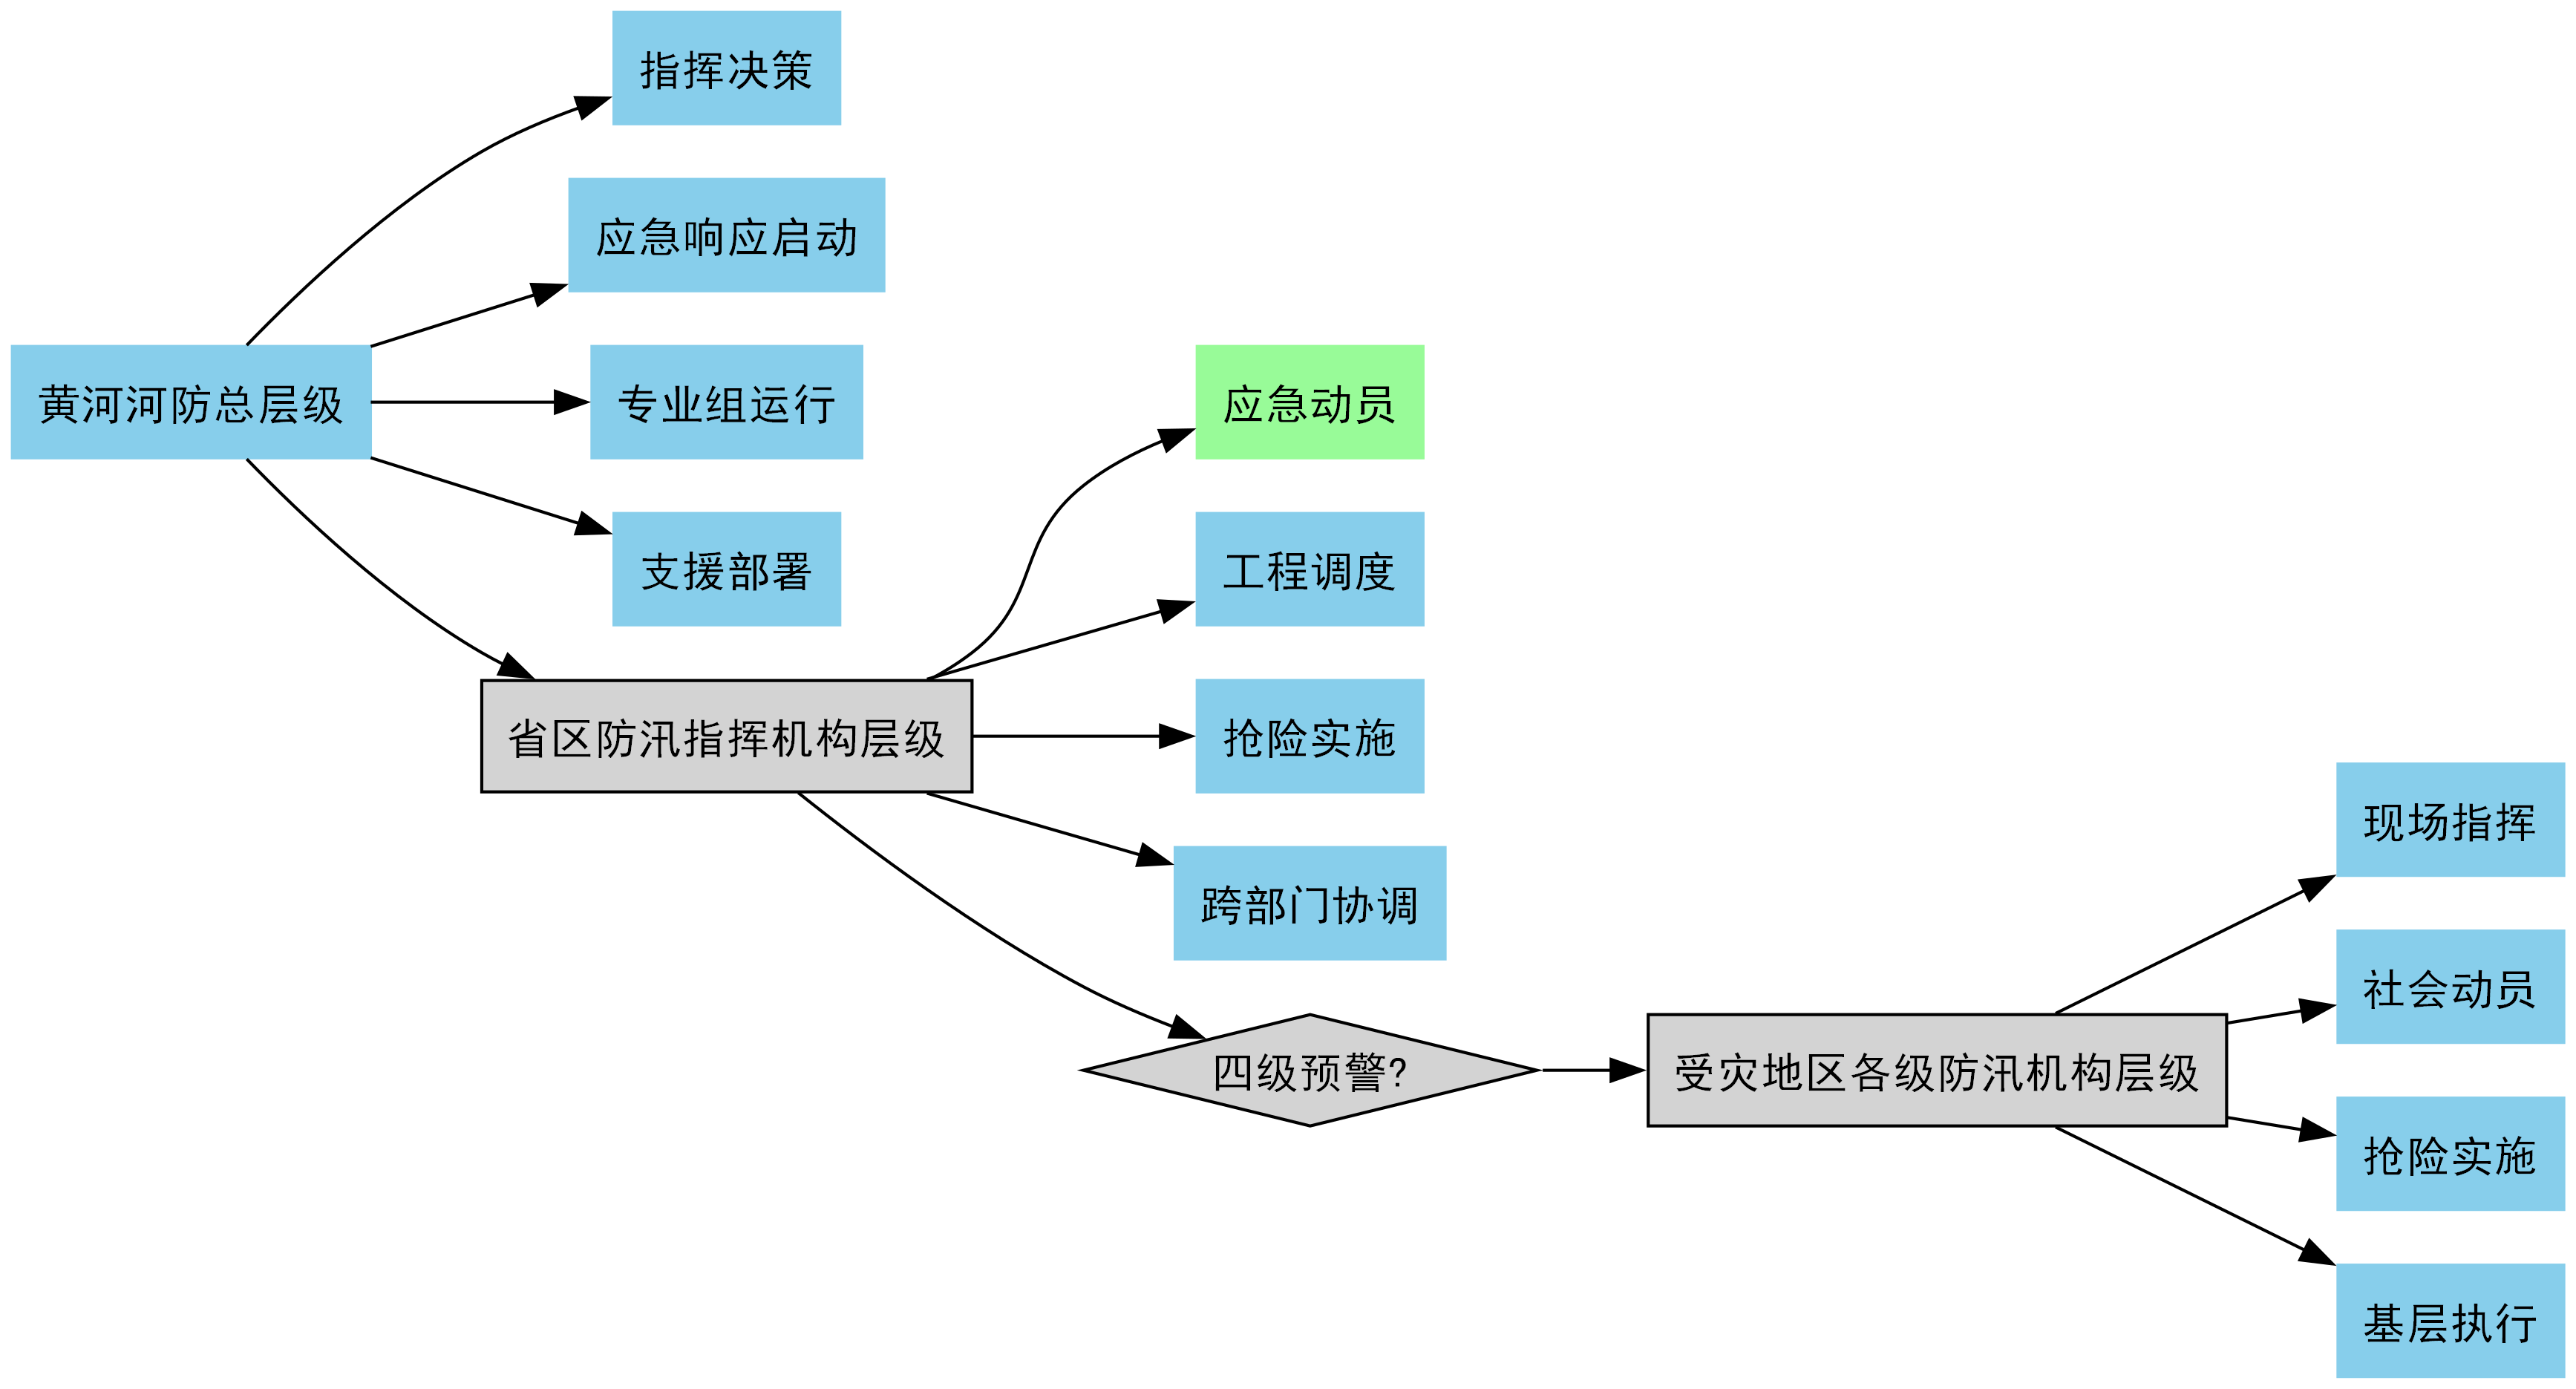 指挥决策
应急响应启动
黄河河防总层级
专业组运行
应急动员
支援部署
工程调度
省区防汛指挥机构层级
抢险实施
现场指挥
跨部门协调
社会动员
四级预警?
受灾地区各级防汛机构层级
抢险实施
基层执行